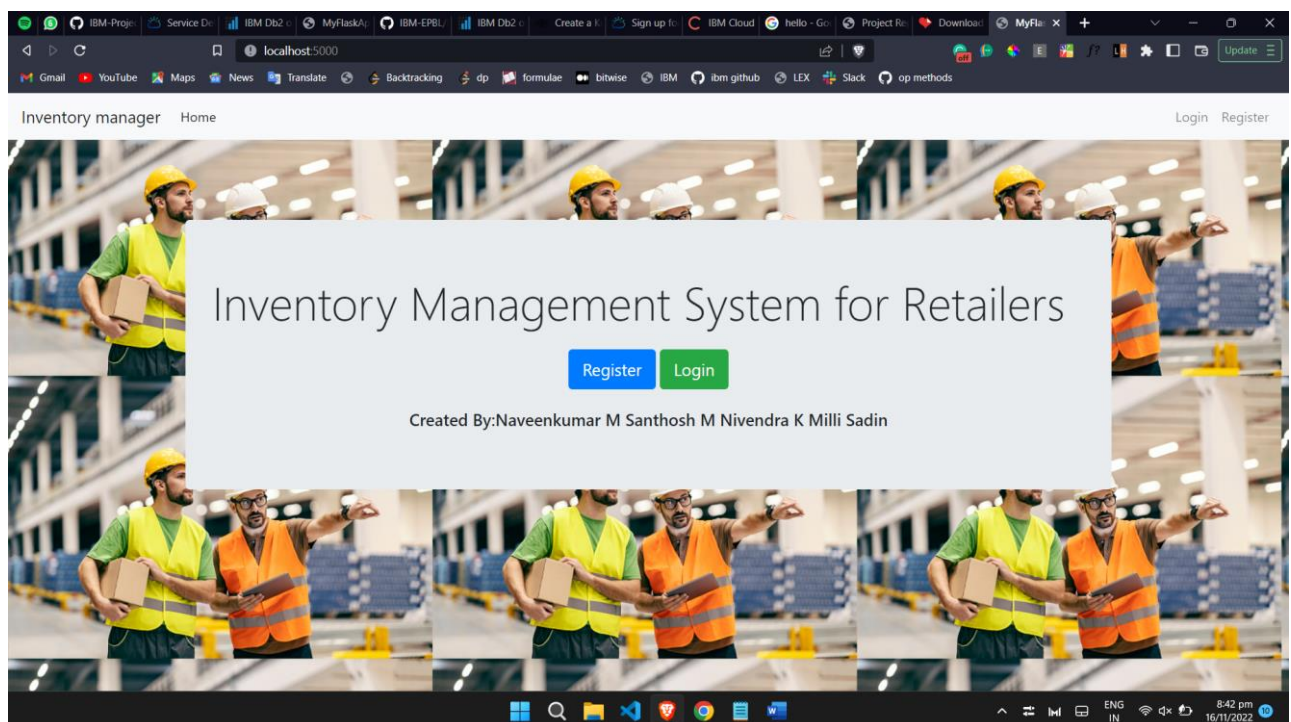 IBM-Projec
Service De
IBM Db2 c
MyFlaskAp
IBM-EPBL/
IBM Db2 c
Create a K
Sign up fo
IBM Cloud
hello - Go
Project Re
Download
MyFla
localhost:5000
off
Update
Gmail YouTube Maps News Translate Backtracking dp formulae bitwise IBM ibm github LEX Slack op methods
Inventory manager Home Login Register
Inventory Management System for Retailers
Register Login
Created By:Naveenkumar M Santhosh M Nivendra K Milli Sadin
ENG
IN
8:42 pm
16/11/2022
10